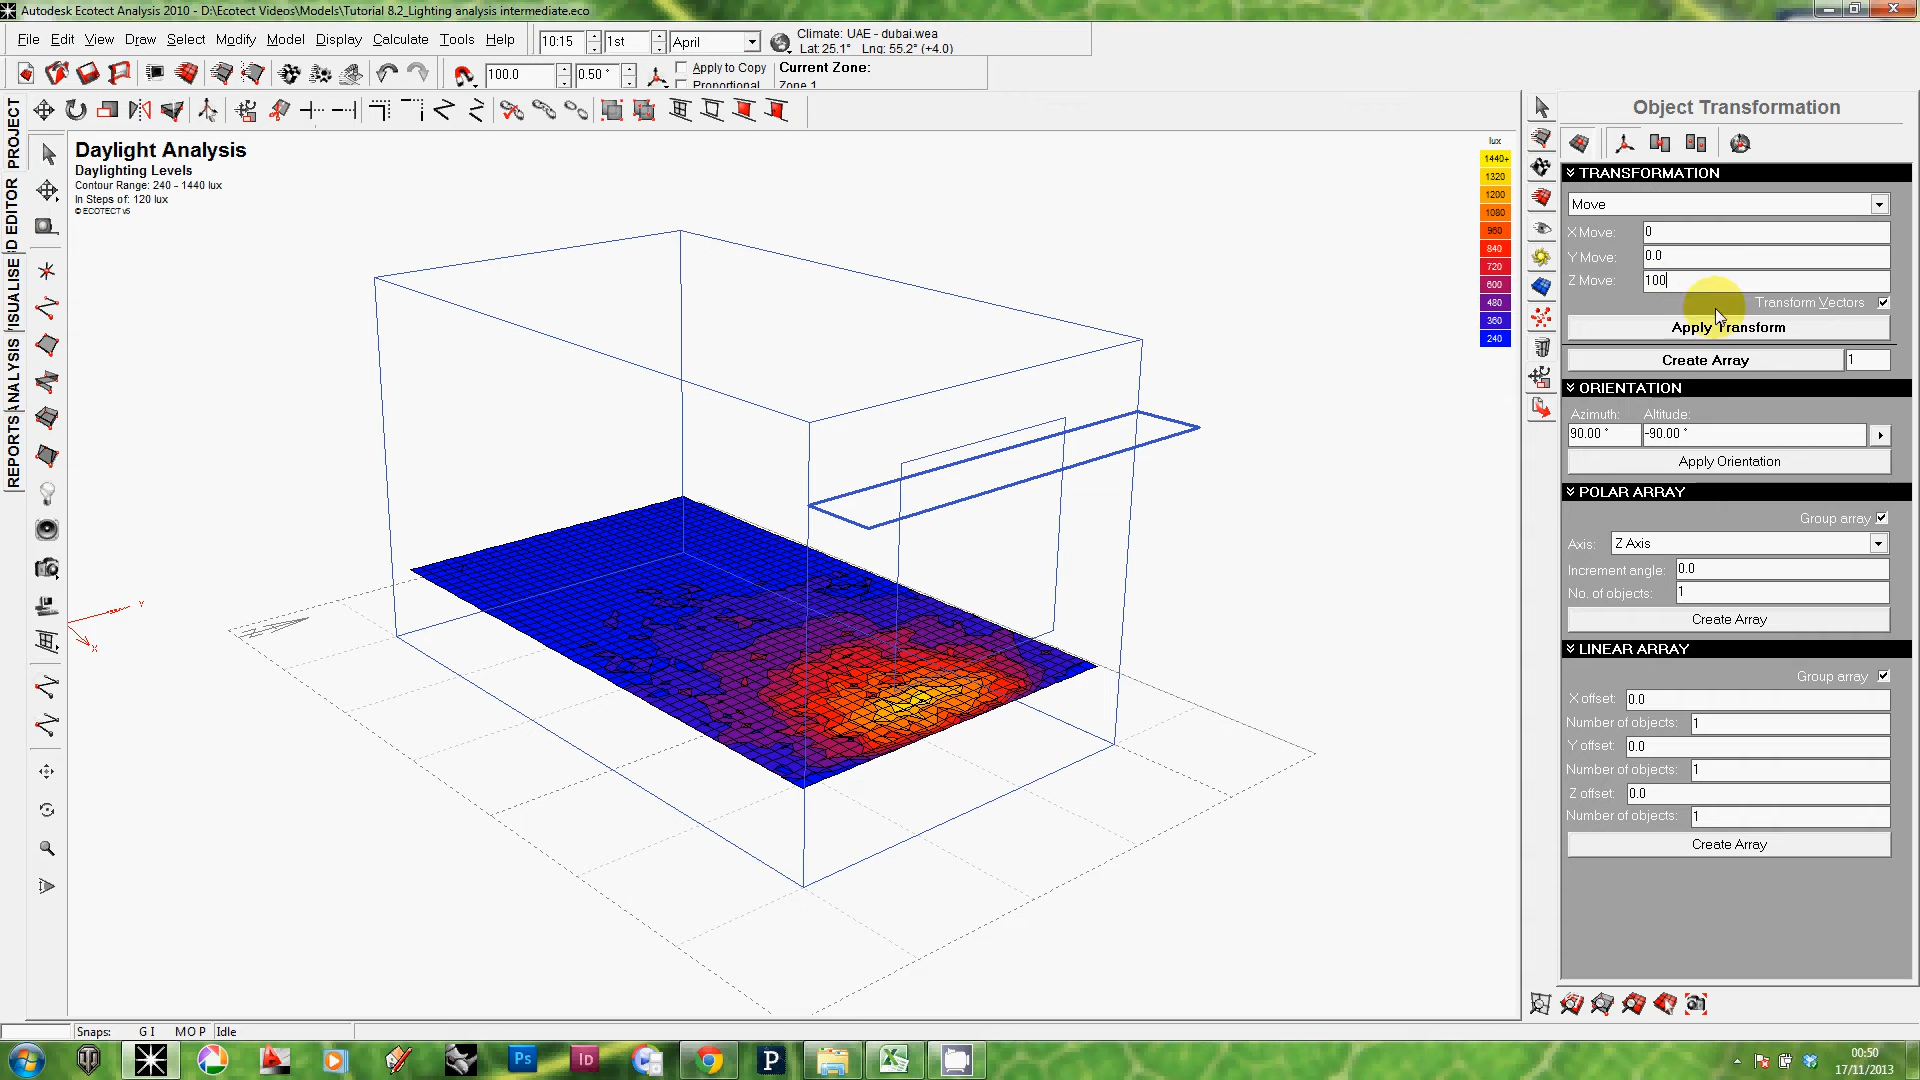 Autodesk Ecotect Analysis 2010 - D:\Ecotect Videos\Models\Tutorial 8.2_Lighting analysis intermediate.eco
File Edit View Draw Select Modify Model Display Calculate Tools Help
10:15 1st April
Climate: UAE - dubai.wea
Lat: 25.1° Lng: 55.2° (+4.0)
100.0 0.50 ° Apply to Copy
Proportional
Current Zone:
Zone 1
PROJECT
REPORTS
ANALYSIS
Daylight Analysis
Daylighting Levels
Contour Range: 240 - 1440 lux
In Steps of: 120 lux
© ECOTECT v5
lux
1440+
1320
1200
1080
960
840
720
600
480
360
240
Y
X
N
Object Transformation
TRANSFORMATION
Move
X Move: 0
Y Move: 0.0
Z Move: 100
Transform Vectors
Apply Transform
Create Array 1
ORIENTATION
Azimuth: Altitude:
90.00 ° -90.00 °
Apply Orientation
POLAR ARRAY
Group array
Axis: Z Axis
Increment angle: 0.0
No. of objects: 1
Create Array
LINEAR ARRAY
Group array
X offset: 0.0
Number of objects: 1
Y offset: 0.0
Number of objects: 1
Z offset: 0.0
Number of objects: 1
Create Array
Snaps: G I M O P Idle
Ps Id P
00:50
17/11/2013